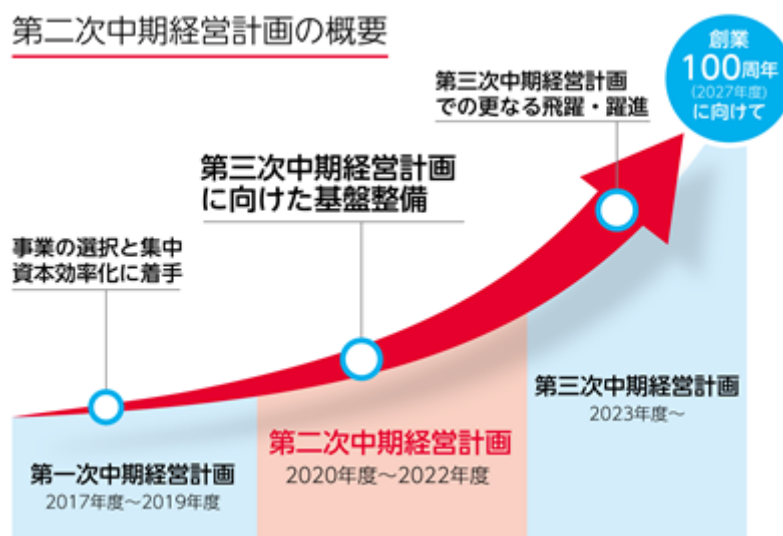 第二次中期経営計画の概要
創業
100周年
(2027年度)
に向けて
第三次中期経営計画
での更なる飛躍・躍進
第三次中期経営計画
に向けた基盤整備
事業の選択と集中
資本効率化に着手
第三次中期経営計画
2023年度～
第二次中期経営計画
2020年度～2022年度
第一次中期経営計画
2017年度～2019年度